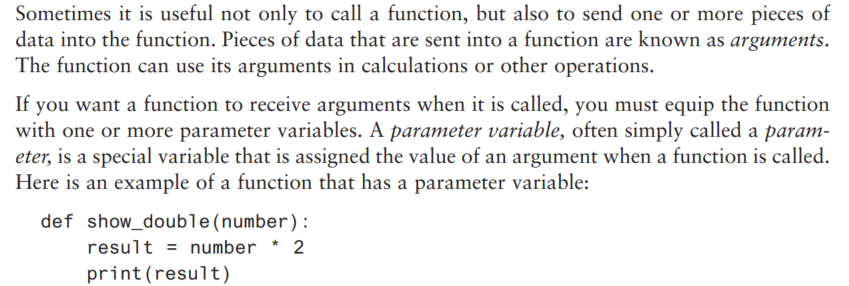 Sometimes it is useful not only to call a function, but also to send one or more pieces of
data into the function. Pieces of data that are sent into a function are known as arguments.
The function can use its arguments in calculations or other operations.
If you want a function to receive arguments when it is called, you must equip the function
with one or more parameter variables. A parameter variable, often simply called a param-
eter, is a special variable that is assigned the value of an argument when a function is called.
Here is an example of a function that has a parameter variable:
def show_double(number):
    result = number * 2
    print(result)